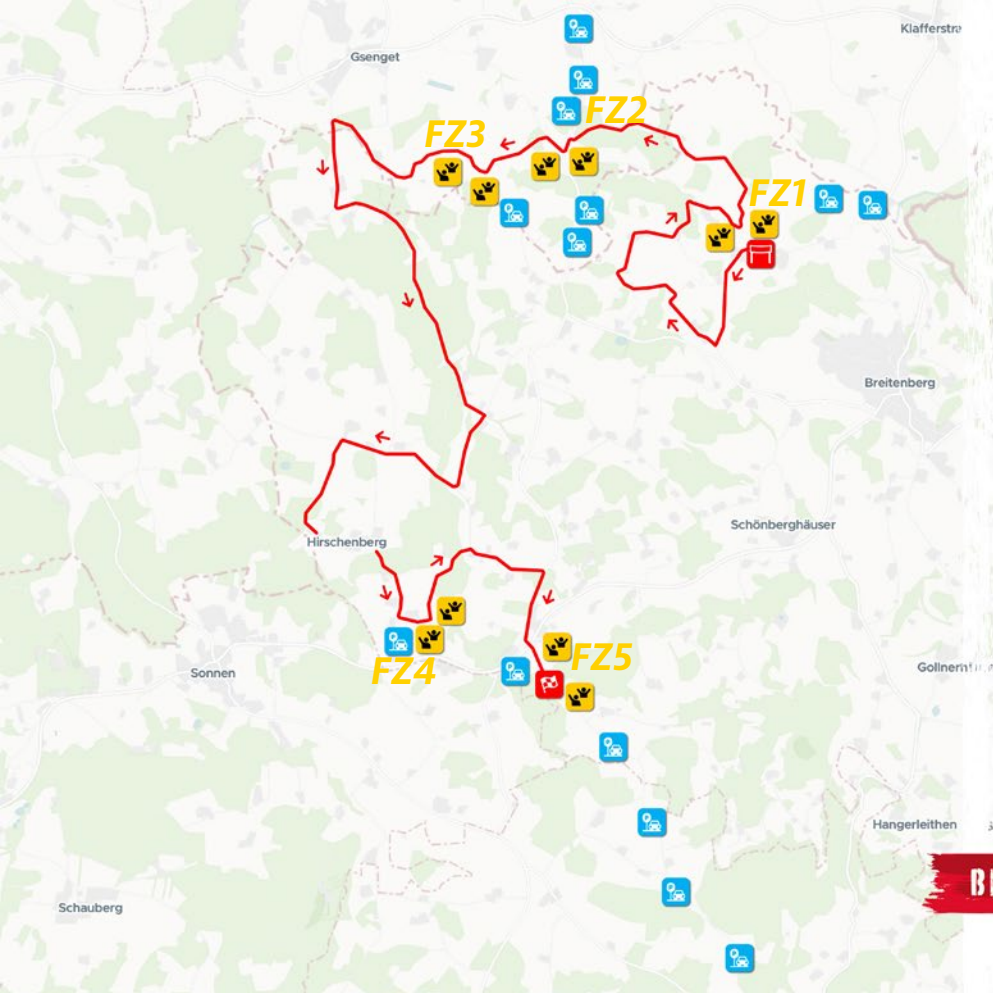 Klafferstra
Gsenget
FZ2
FZ3
FZ1
Breitenberg
Schönberghäuser
Hirschenberg
FZ5
FZ4
Sonnen
Hangerleithen
Schauberg